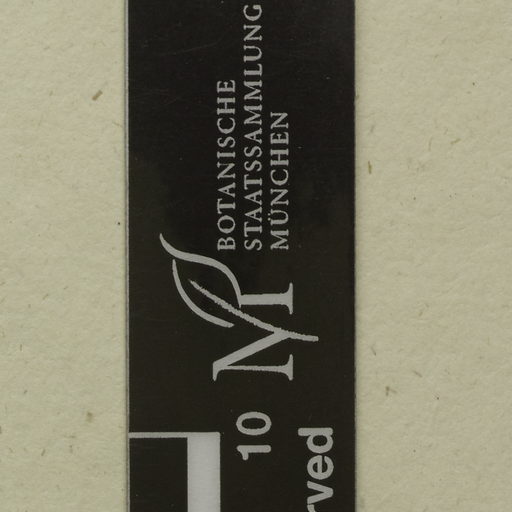 BOTANISCHE
STAATSSAMMLUNG
MÜNCHEN
M
10
rved